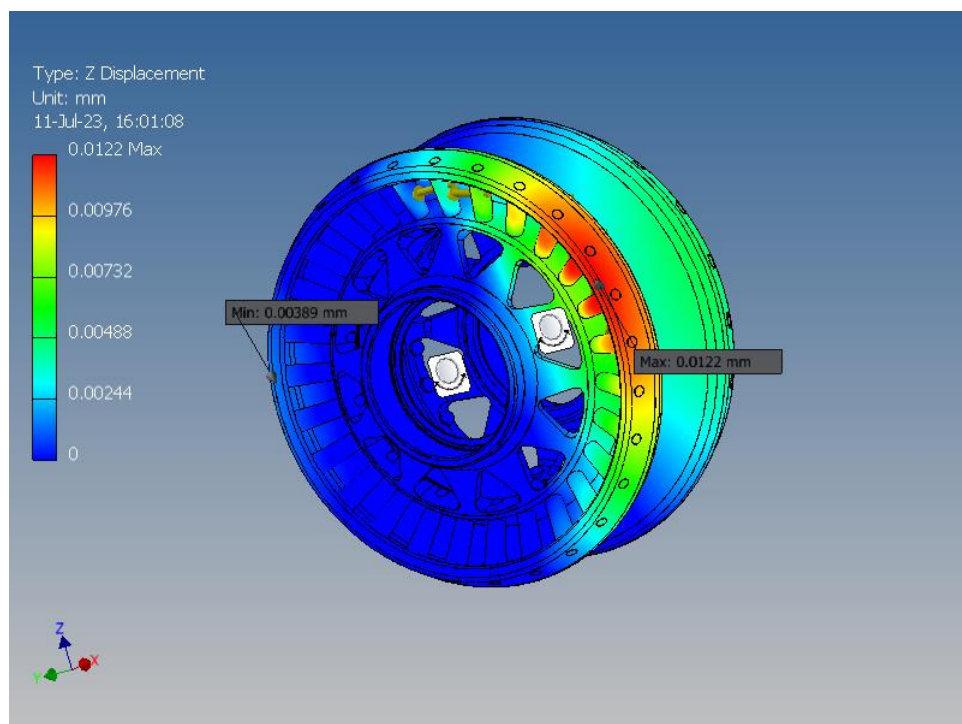 Type: Z Displacement
Unit: mm
11-Jul-23, 16:01:08
0.0122 Max
0.00976
0.00732
0.00488
0.00244
0
Min: 0.00389 mm
Max: 0.0122 mm
Z
X
Y